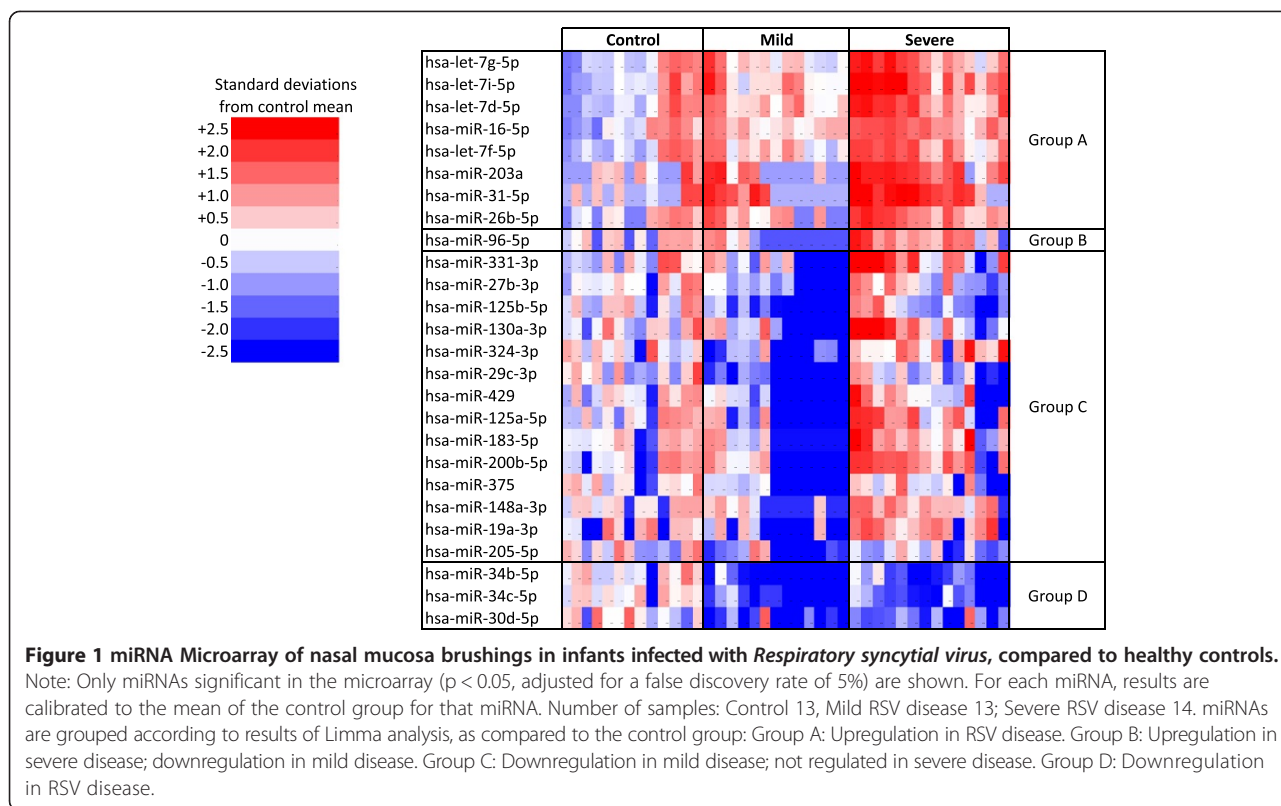 Control Mild Severe
Standard deviations
from control mean
+2.5
+2.0
+1.5
+1.0
+0.5
0
-0.5
-1.0
-1.5
-2.0
-2.5
hsa-let-7g-5p
hsa-let-7i-5p
hsa-let-7d-5p
hsa-miR-16-5p
hsa-let-7f-5p
hsa-miR-203a
hsa-miR-31-5p
hsa-miR-26b-5p
Group A
hsa-miR-96-5p
Group B
hsa-miR-331-3p
hsa-miR-27b-3p
hsa-miR-125b-5p
hsa-miR-130a-3p
hsa-miR-324-3p
hsa-miR-29c-3p
hsa-miR-429
hsa-miR-125a-5p
hsa-miR-183-5p
hsa-miR-200b-5p
hsa-miR-375
hsa-miR-148a-3p
hsa-miR-19a-3p
hsa-miR-205-5p
Group C
hsa-miR-34b-5p
hsa-miR-34c-5p
hsa-miR-30d-5p
Group D
Figure 1 miRNA Microarray of nasal mucosa brushings in infants infected with Respiratory syncytial virus, compared to healthy controls.
Note: Only miRNAs significant in the microarray (p < 0.05, adjusted for a false discovery rate of 5%) are shown. For each miRNA, results are
calibrated to the mean of the control group for that miRNA. Number of samples: Control 13, Mild RSV disease 13; Severe RSV disease 14. miRNAs
are grouped according to results of Limma analysis, as compared to the control group: Group A: Upregulation in RSV disease. Group B: Upregulation in
severe disease; downregulation in mild disease. Group C: Downregulation in mild disease; not regulated in severe disease. Group D: Downregulation
in RSV disease.